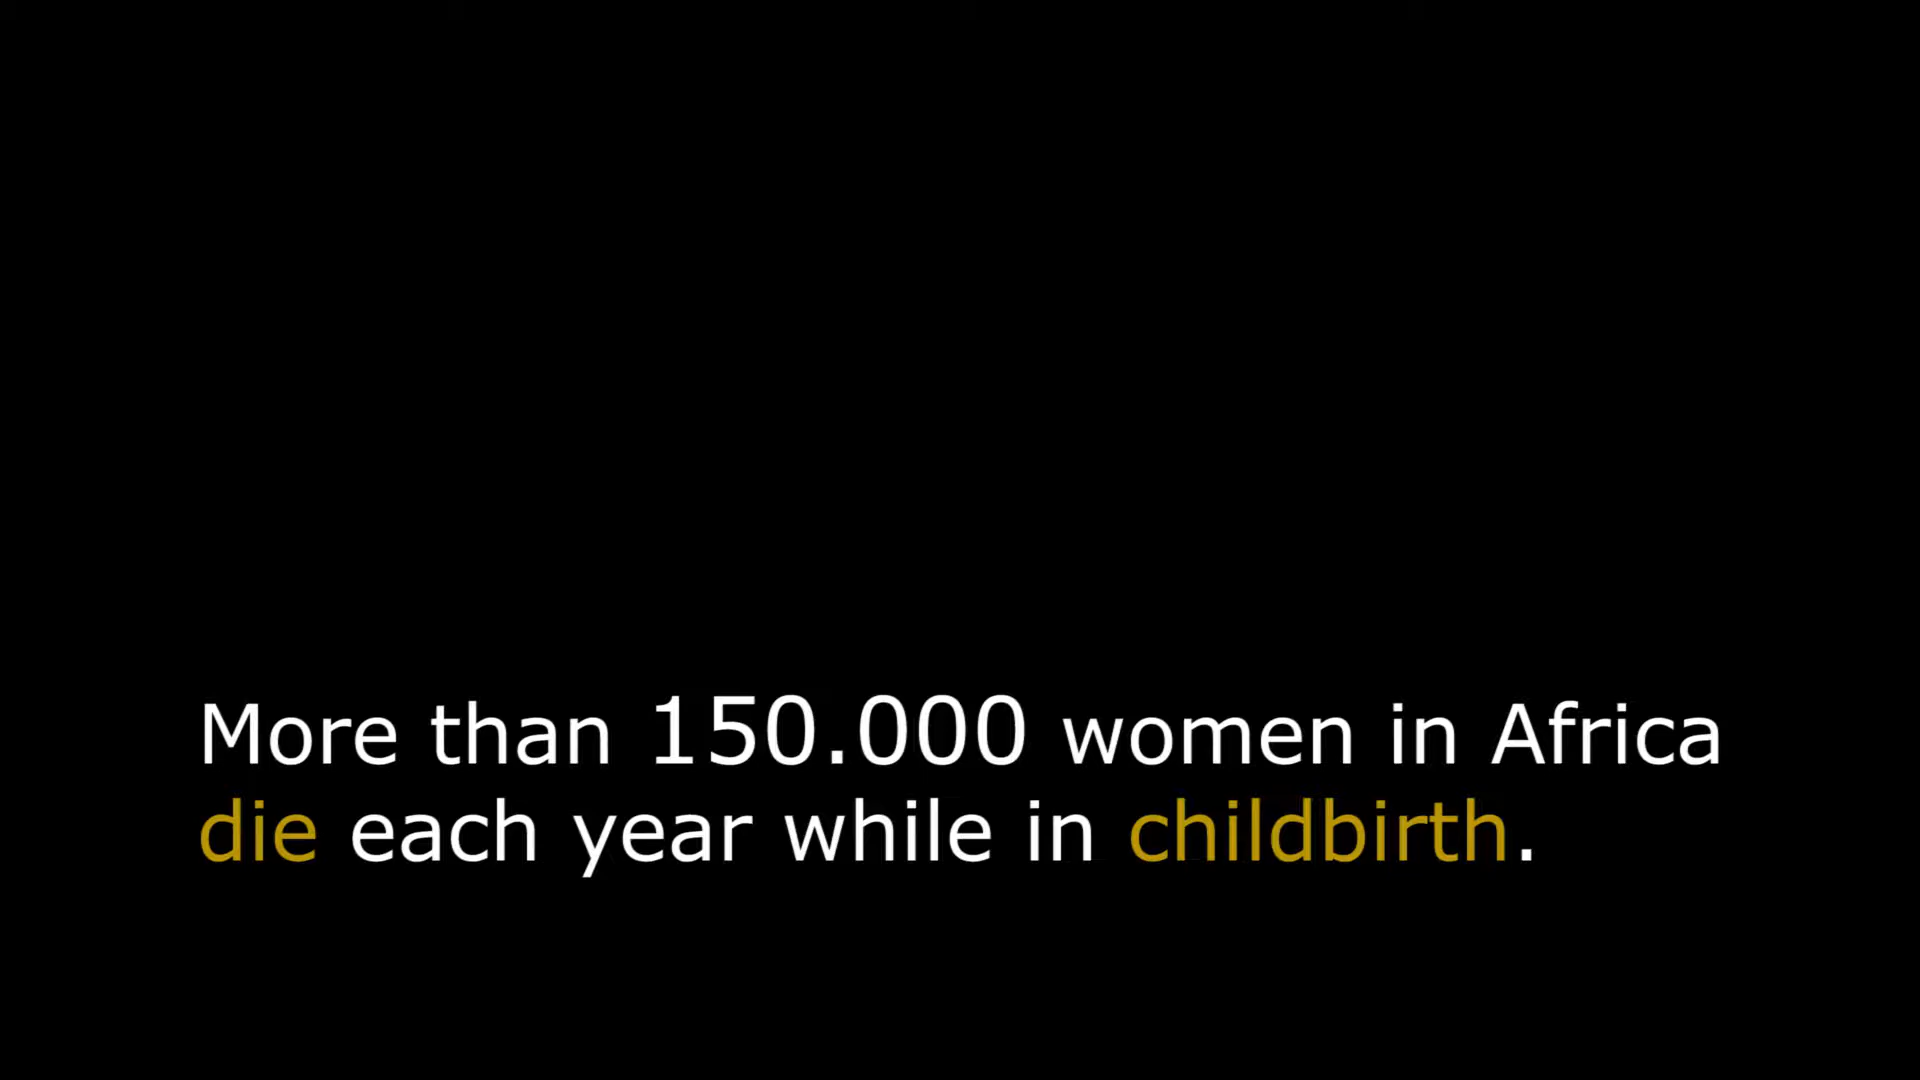 More than 150.000 women in Africa
die each year while in childbirth.